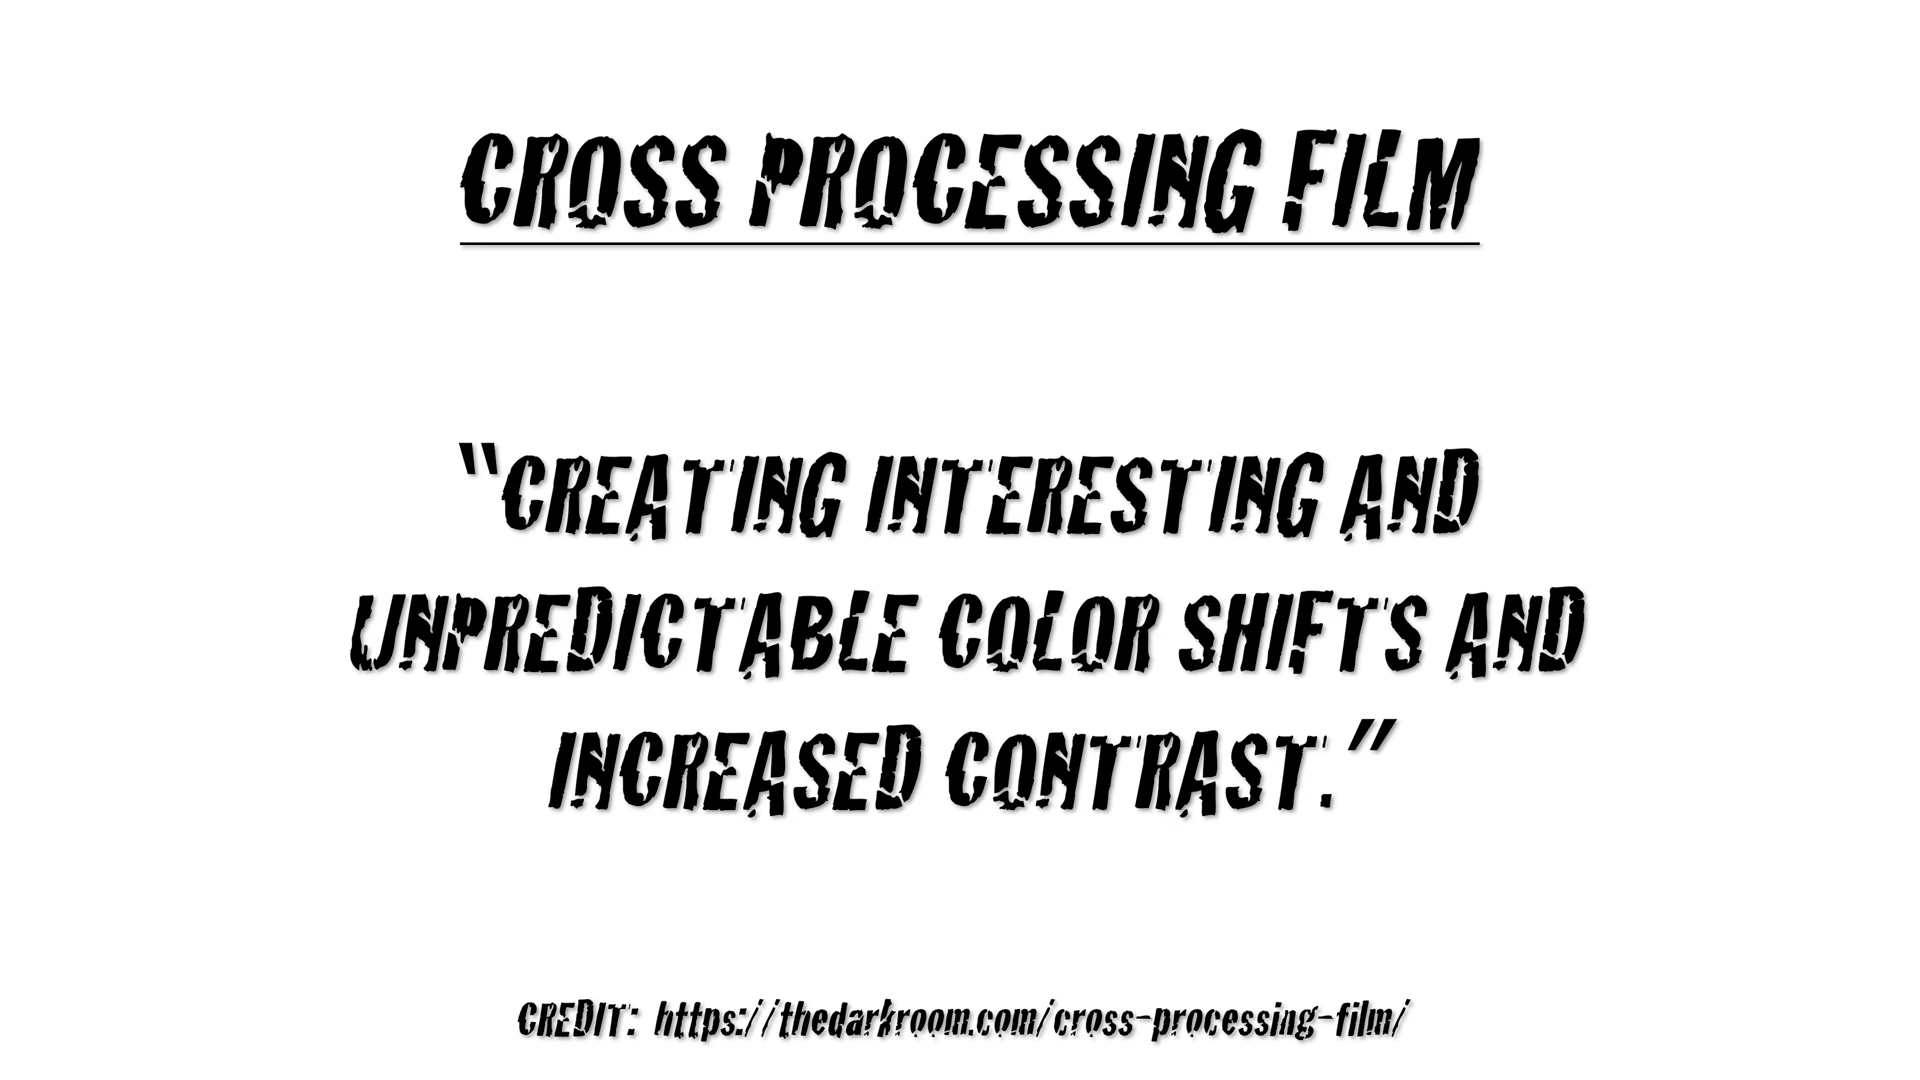 CROSS PROCESSING FILM
“CREATING INTERESTING AND
UNPREDICTABLE COLOR SHIFTS AND
INCREASED CONTRAST.”
CREDIT: https://thedarkroom.com/cross-processing-film/